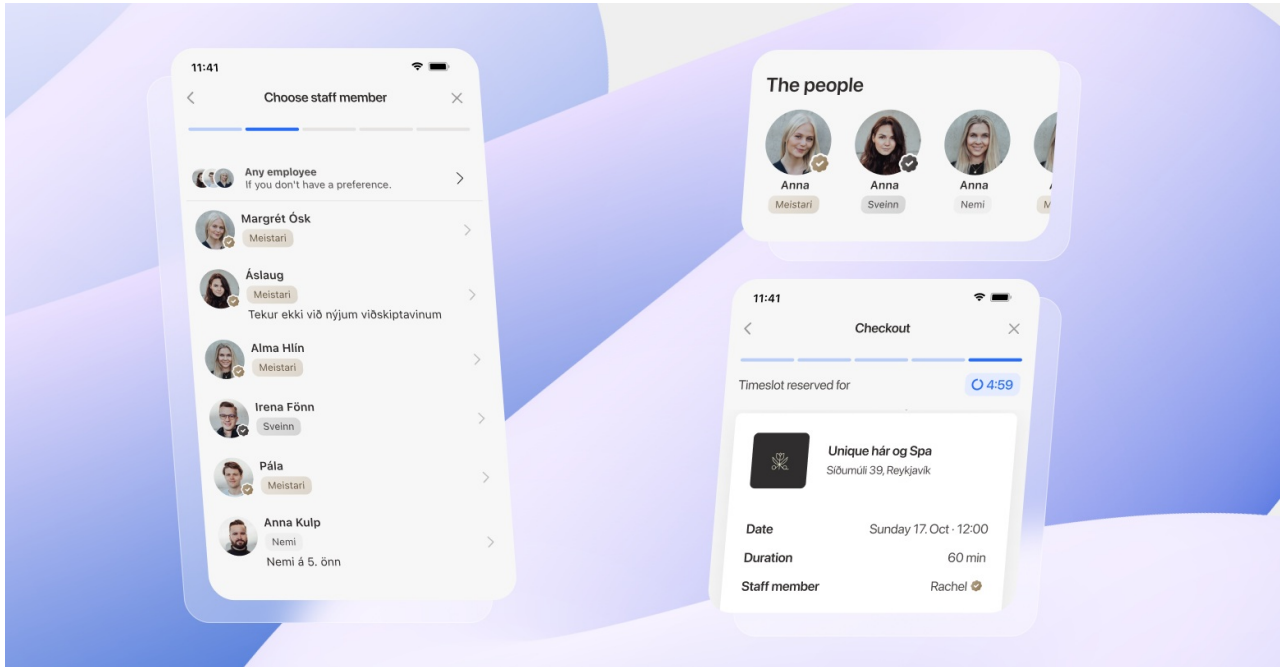 11:41
Choose staff member
Any employee
If you don't have a preference.
Margrét Ósk
Meistari
Áslaug
Meistari
Tekur ekki við nýjum viðskiptavinum
Alma Hlín
Meistari
Irena Fönn
Sveinn
Pála
Meistari
Anna Kulp
Nemi
Nemi á 5. önn
The people
Anna Anna Anna
Meistari Sveinn Nemi M
11:41
Checkout
Timeslot reserved for 4:59
Unique hár og Spa
Síðumúli 39, Reykjavík
Date Sunday 17. Oct · 12:00
Duration 60 min
Staff member Rachel